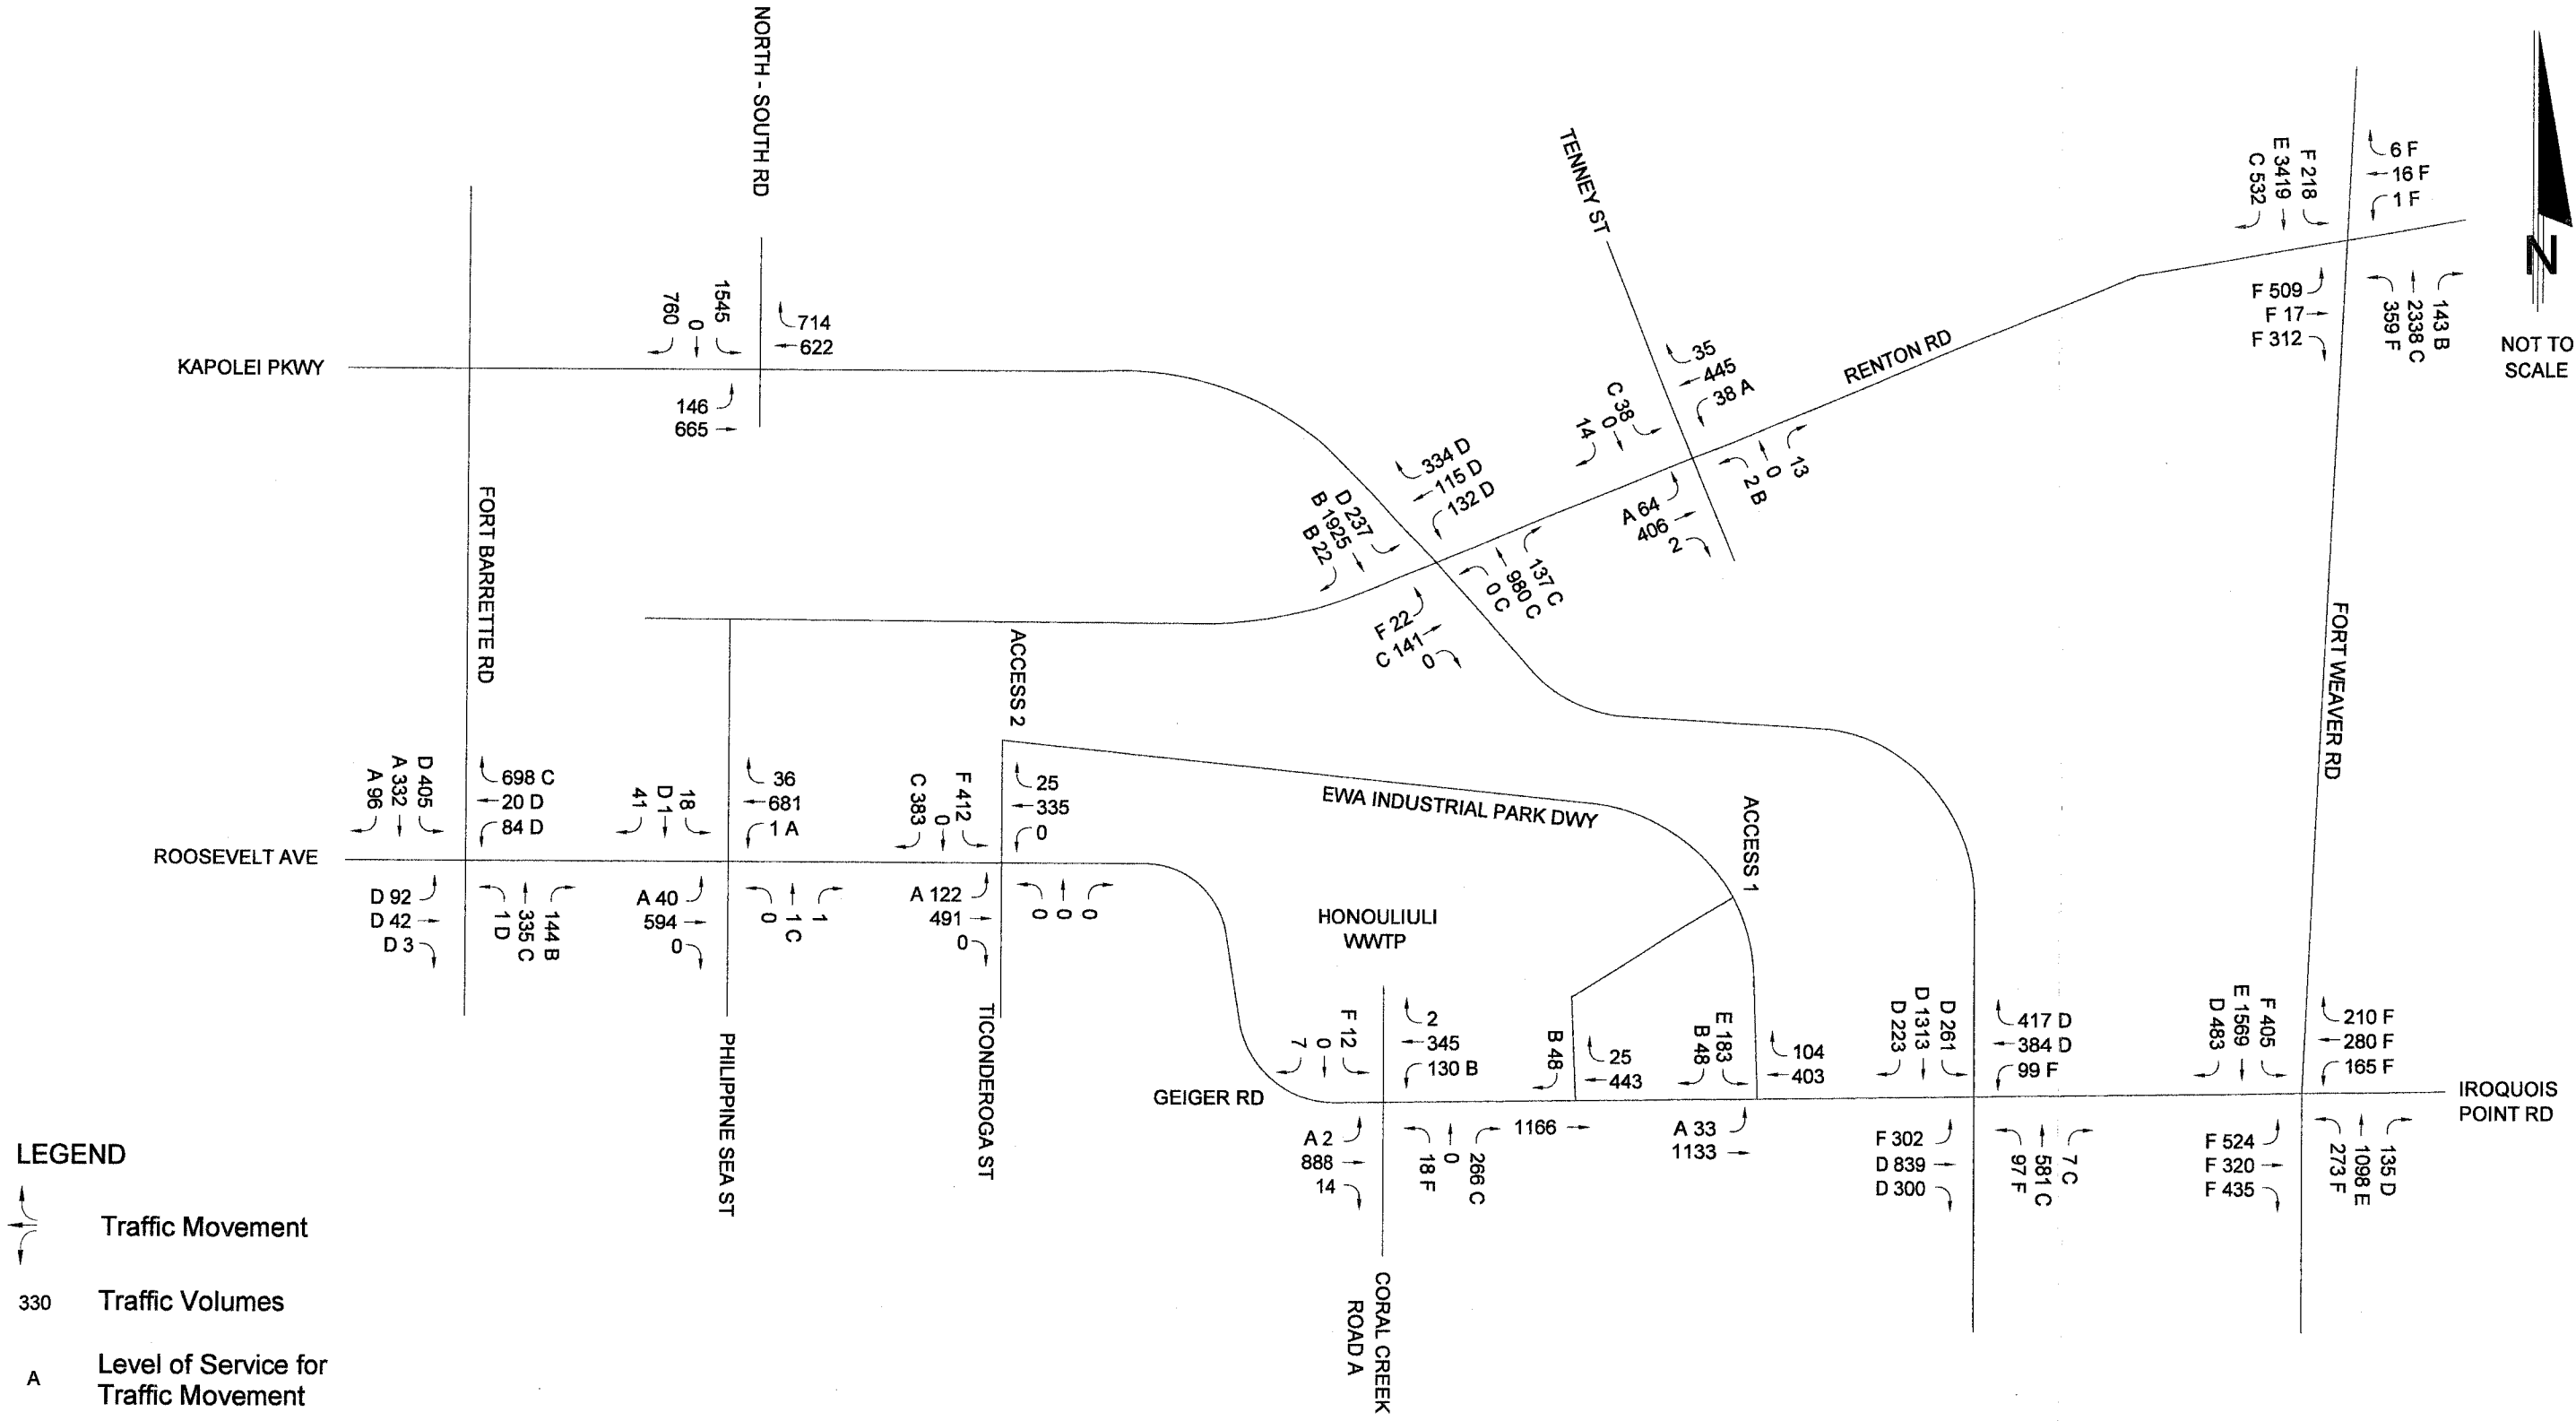 NORTH - SOUTH RD
1545
0
760
714
622
146
665
KAPOLEI PKWY
TENNEY ST
35
445
38 A
C 38
0
14
A 64
406
2
13
0
2 B
RENTON RD
F 218
E 3419
C 532
6 F
16 F
1 F
F 509
F 17
F 312
143 B
2338 C
359 F
N
NOT TO
SCALE
334 D
115 D
132 D
D 237
B 1925
B 22
F 22
C 141
0
137 C
980 C
0 C
FORT BARRETTE RD
FORT WEAVER RD
ACCESS 2
EWA INDUSTRIAL PARK DWY
ACCESS 1
D 405
A 332
A 96
698 C
20 D
84 D
ROOSEVELT AVE
D 92
D 42
D 3
144 B
335 C
1 D
18
D 1
41
36
681
1 A
A 40
594
0
1
1 C
0
PHILIPPINE SEA ST
F 412
0
C 383
25
335
0
A 122
491
0
0
0
0
TICONDEROGA ST
HONOULIULI
WWTP
F 12
0
7
2
345
130 B
GEIGER RD
A 2
888
14
266 C
0
18 F
CORAL CREEK
ROAD A
B 48
25
443
1166
E 183
B 48
104
403
A 33
1133
D 261
D 1313
D 223
417 D
384 D
99 F
F 302
D 839
D 300
7 C
581 C
97 F
F 405
E 1569
D 483
210 F
280 F
165 F
F 524
F 320
F 435
135 D
1098 E
273 F
IROQUOIS
POINT RD
LEGEND
Traffic Movement
330 Traffic Volumes
A Level of Service for
Traffic Movement